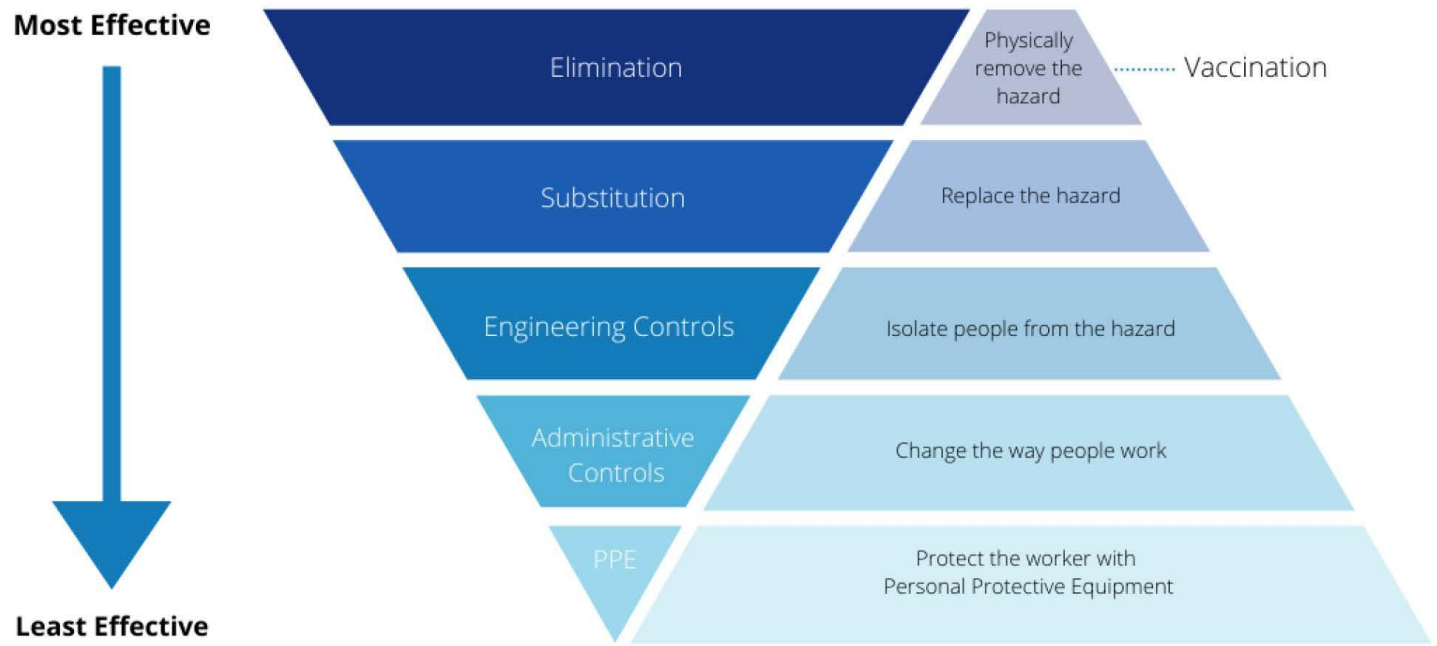 Most Effective
Elimination
Physically
remove the
hazard
Vaccination
Substitution
Replace the hazard
Engineering Controls
Isolate people from the hazard
Administrative
Controls
Change the way people work
PPE
Protect the worker with
Personal Protective Equipment
Least Effective